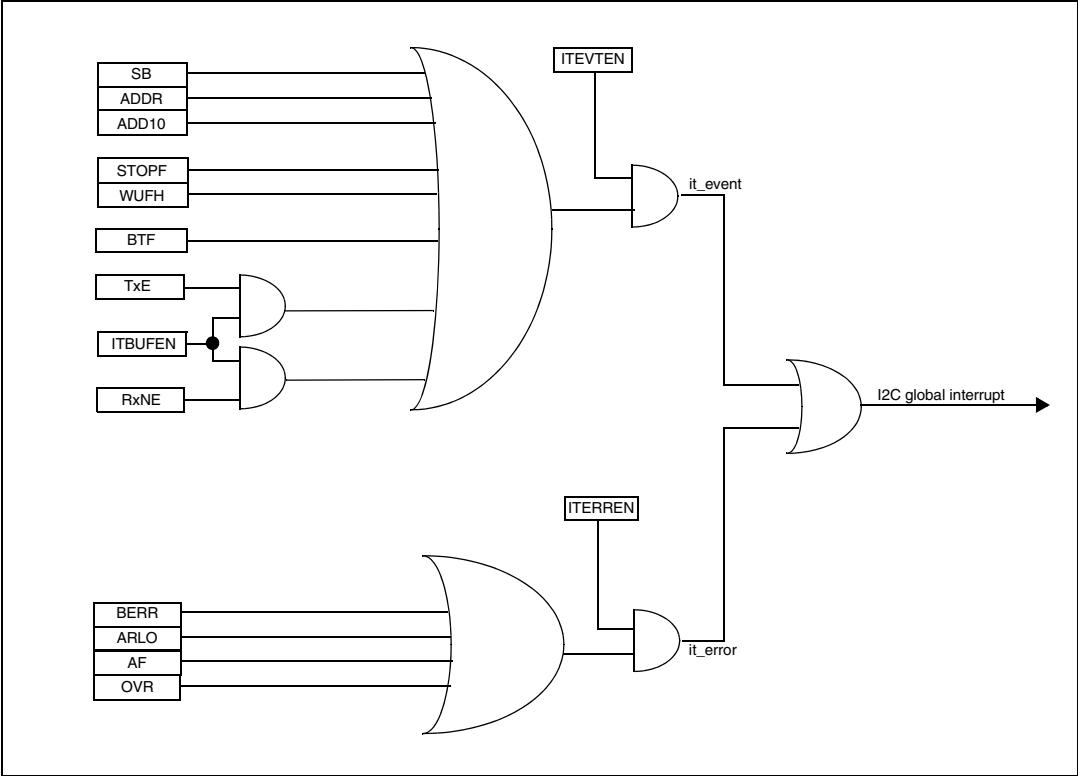 SB
ADDR
ADD10
STOPF
WUFH
BTF
TxE
ITBUFEN
RxNE
ITEVTEN
it_event
I2C global interrupt
ITERREN
BERR
ARLO
AF
OVR
it_error